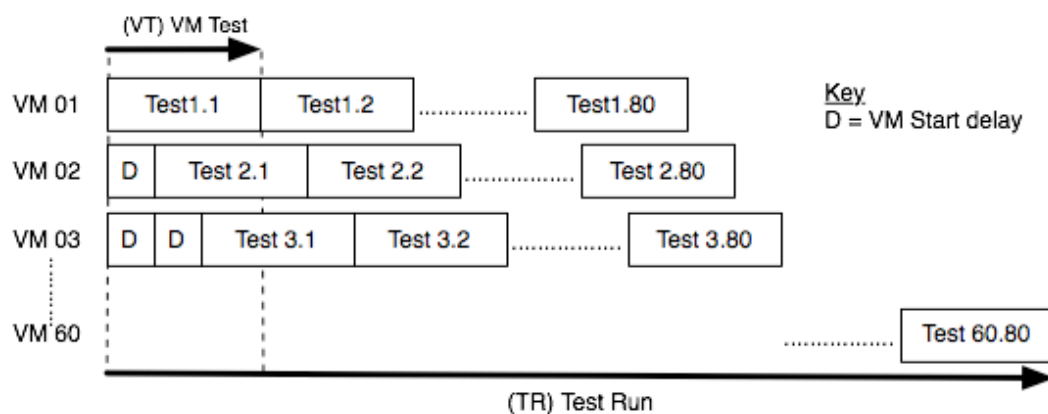 (VT) VM Test
VM 01 Test1.1 Test1.2 Test1.80
Key
D = VM Start delay
VM 02 D Test 2.1 Test 2.2 Test 2.80
VM 03 D D Test 3.1 Test 3.2 Test 3.80
VM 60 Test 60.80
(TR) Test Run